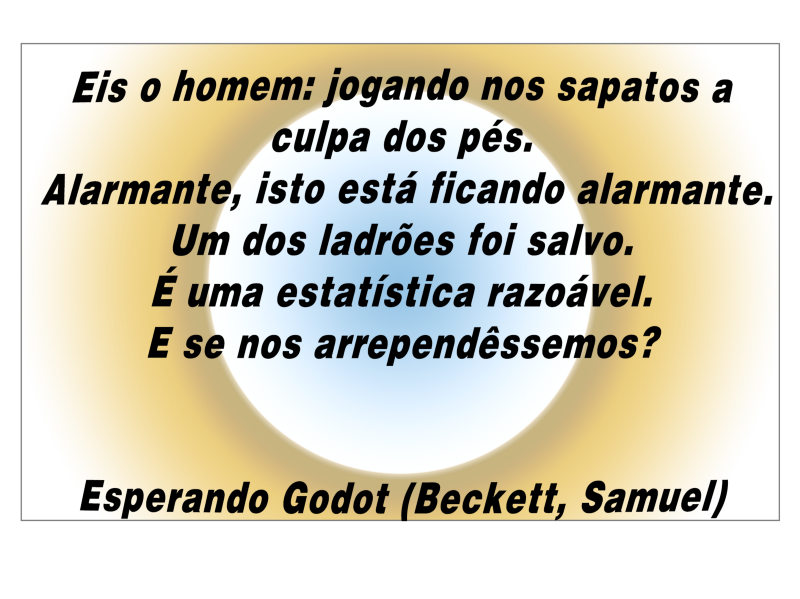 Eis o homem: jogando nos sapatos a
culpa dos pés.
Alarmante, isto está ficando alarmante.
Um dos ladrões foi salvo.
É uma estatística razoável.
E se nos arrependêssemos?
Esperando Godot (Beckett, Samuel)